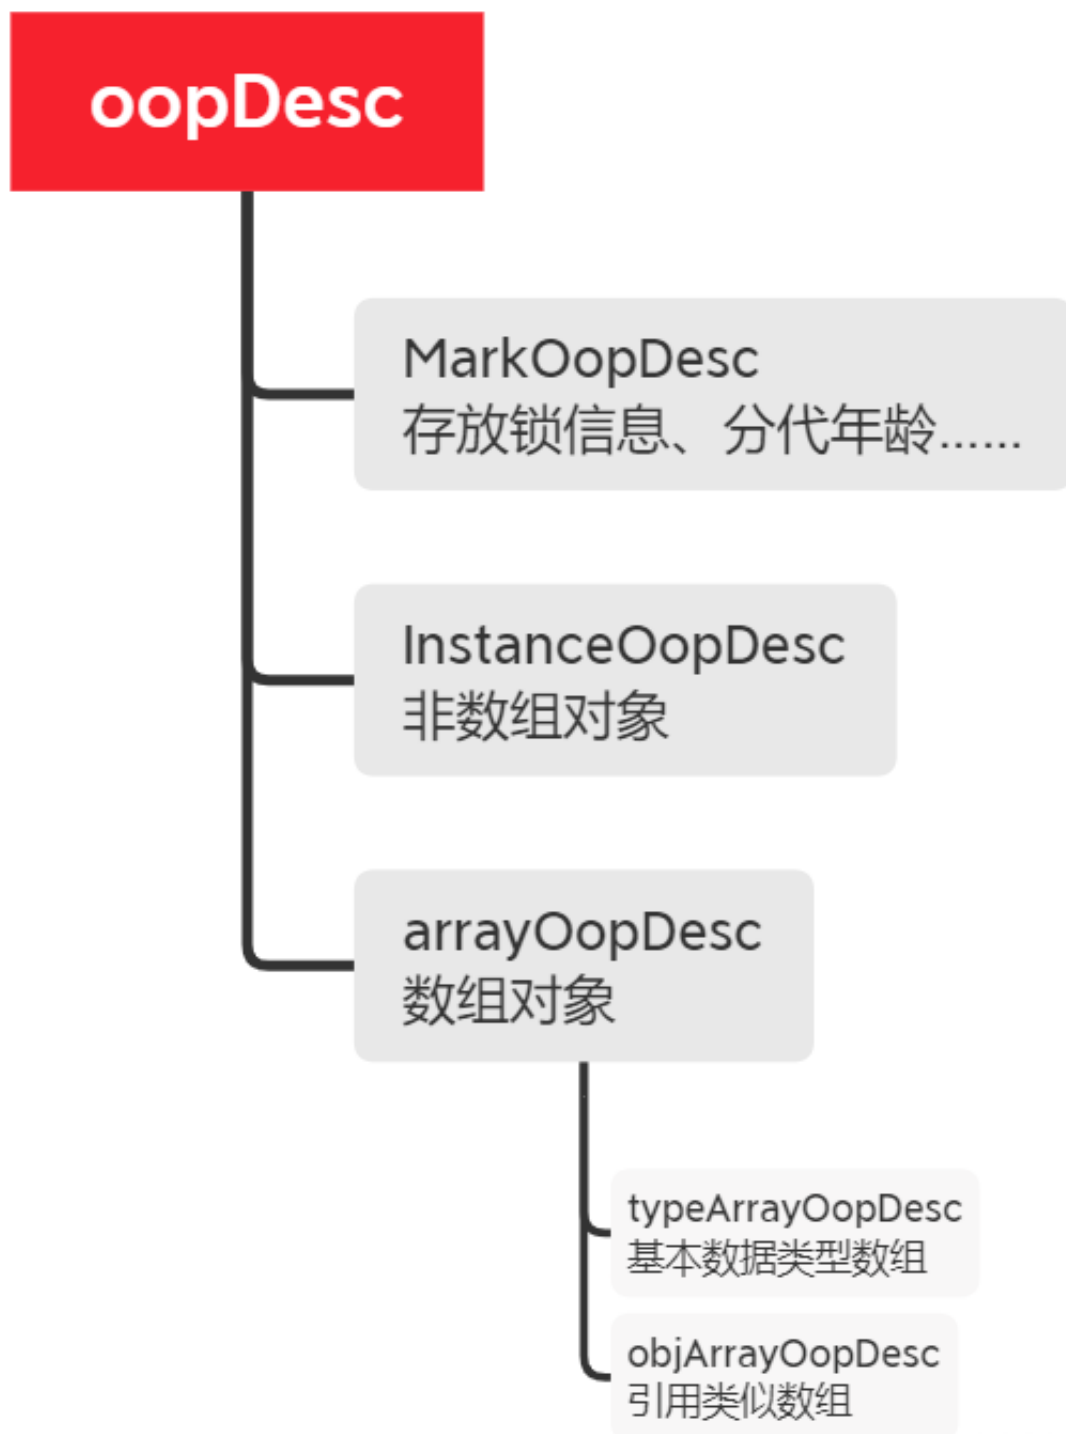 oopDesc
MarkOopDesc
存放锁信息、分代年龄......
InstanceOopDesc
非数组对象
arrayOopDesc
数组对象
typeArrayOopDesc
基本数据类型数组
objArrayOopDesc
引用类似数组